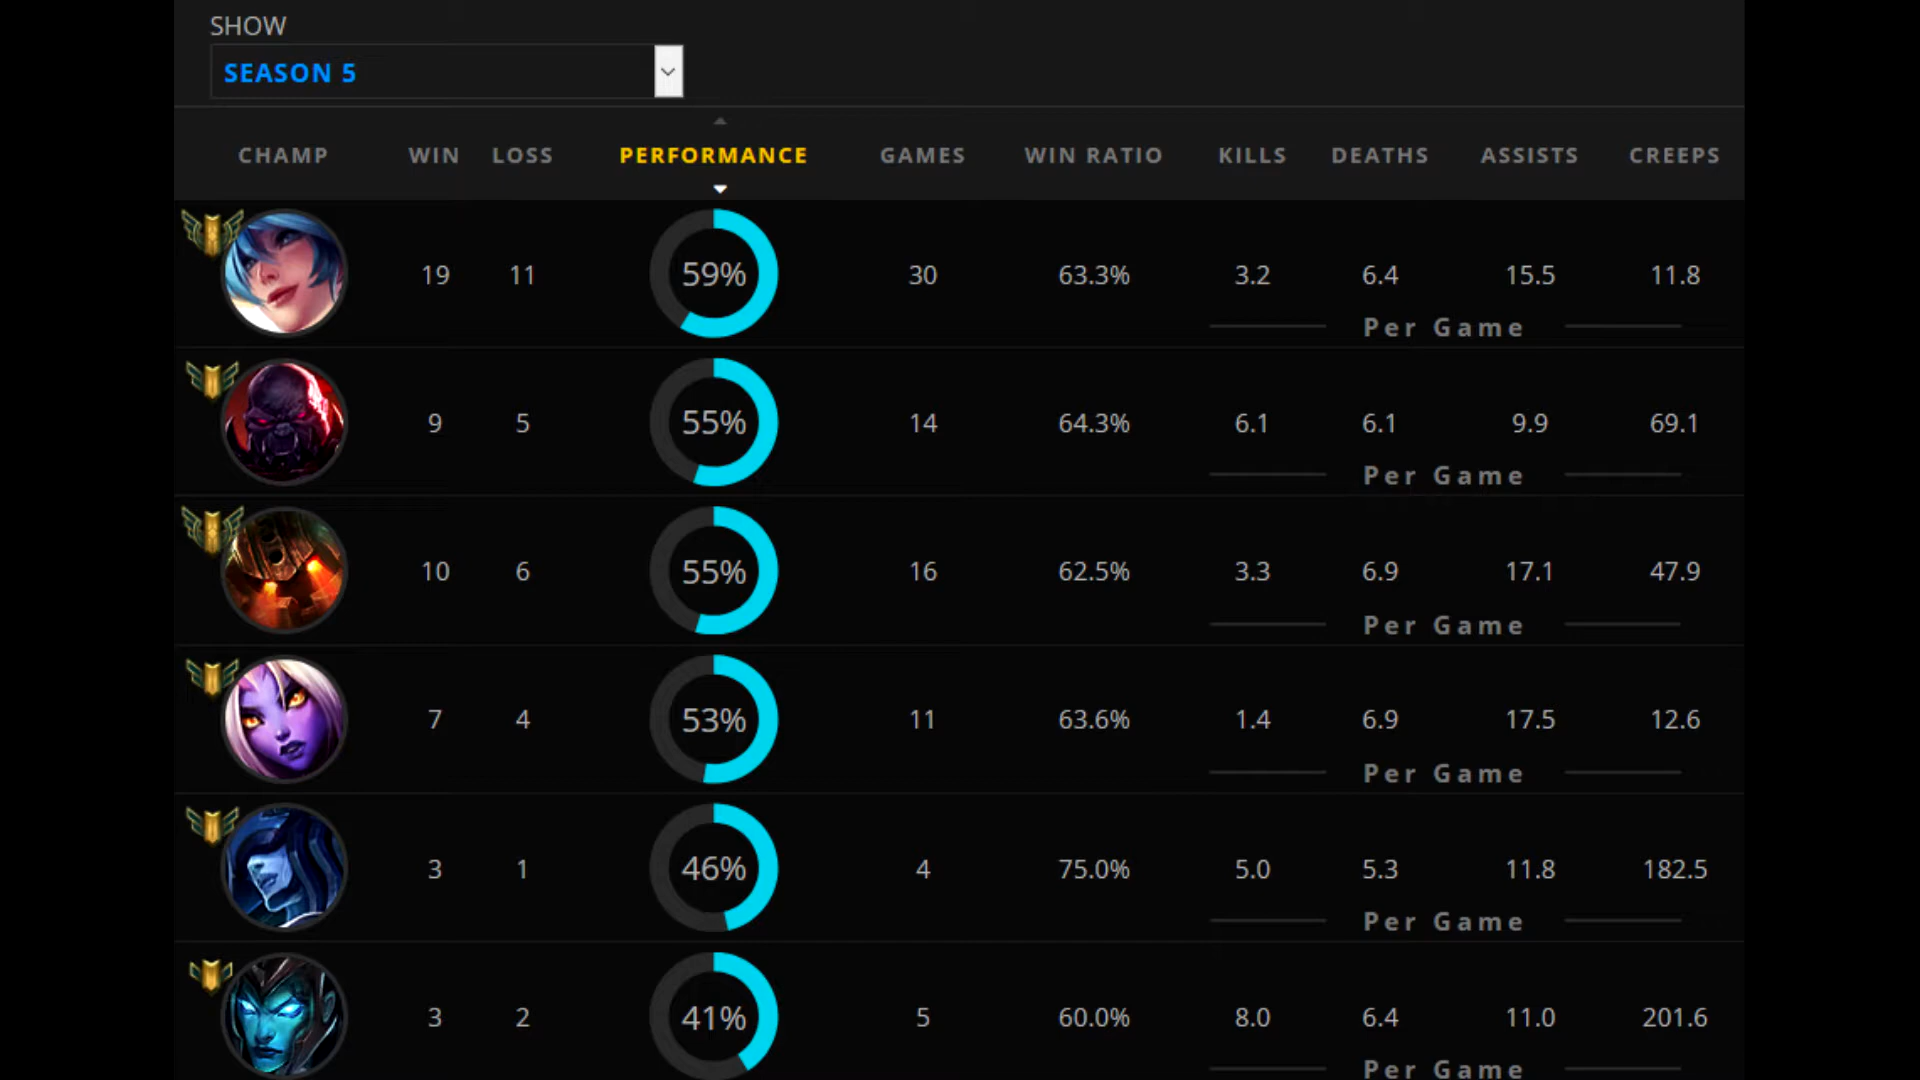 SHOW
SEASON 5
CHAMP WIN LOSS PERFORMANCE GAMES WIN RATIO KILLS DEATHS ASSISTS CREEPS
19 11 59% 30 63.3% 3.2 6.4 15.5 11.8
Per Game
9 5 55% 14 64.3% 6.1 6.1 9.9 69.1
Per Game
10 6 55% 16 62.5% 3.3 6.9 17.1 47.9
Per Game
7 4 53% 11 63.6% 1.4 6.9 17.5 12.6
Per Game
3 1 46% 4 75.0% 5.0 5.3 11.8 182.5
Per Game
3 2 41% 5 60.0% 8.0 6.4 11.0 201.6
Per Game